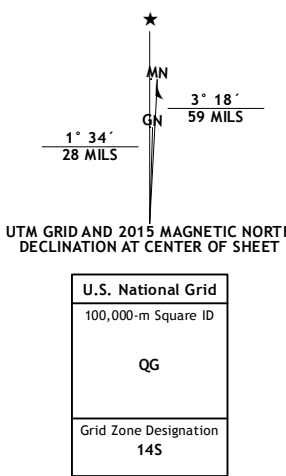 ★
MN
3° 18´
59 MILS
GN
1° 34´
28 MILS
UTM GRID AND 2015 MAGNETIC NORTH
DECLINATION AT CENTER OF SHEET
U.S. National Grid
100,000-m Square ID
QG
Grid Zone Designation
14S